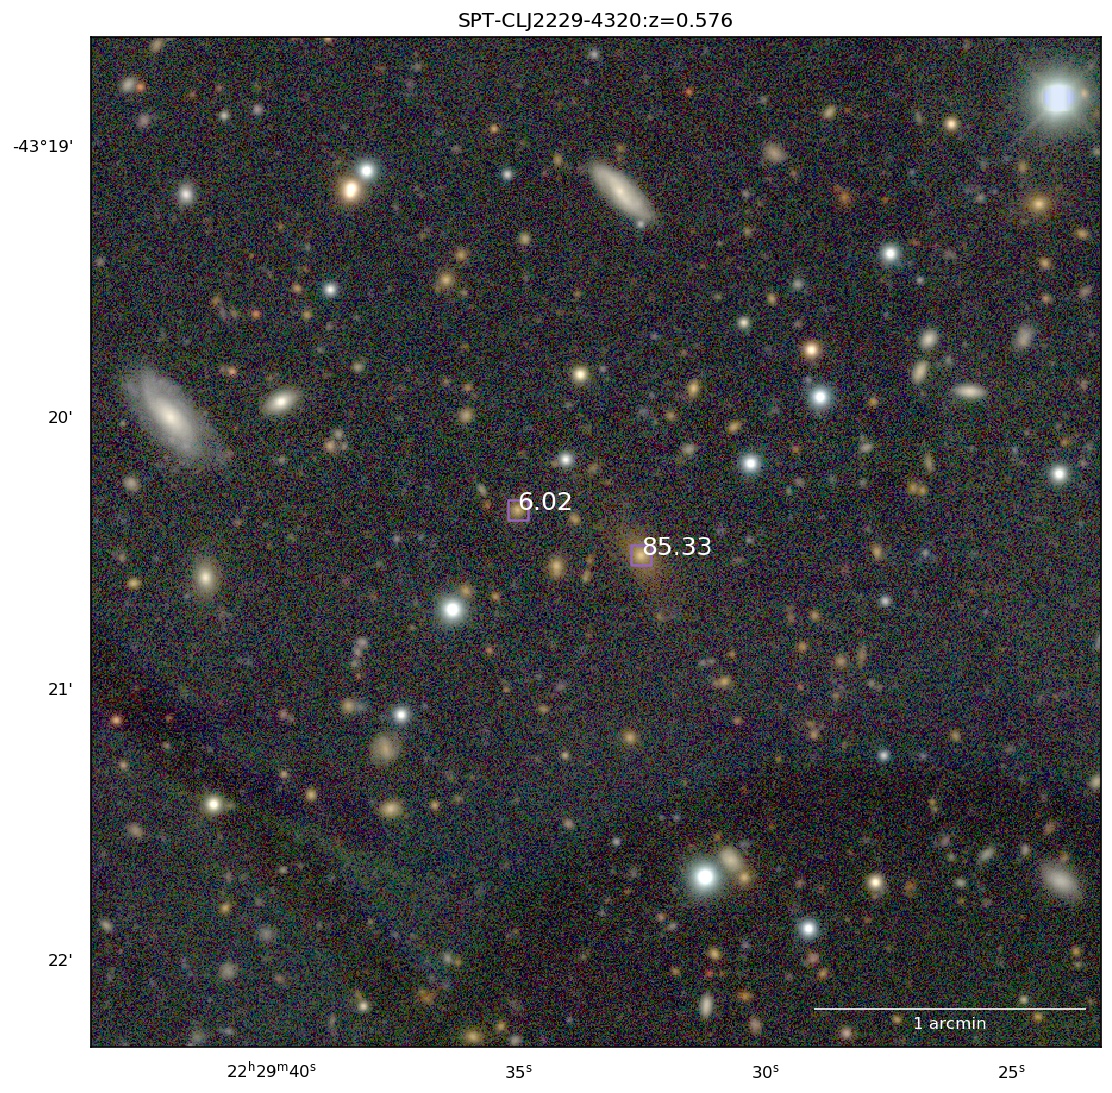 SPT-CLJ2229-4320:z=0.576
-43°19'
20'
6.02
85.33
21'
22'
1 arcmin
22ʰ29ᵐ40ˢ
35ˢ
30ˢ
25ˢ